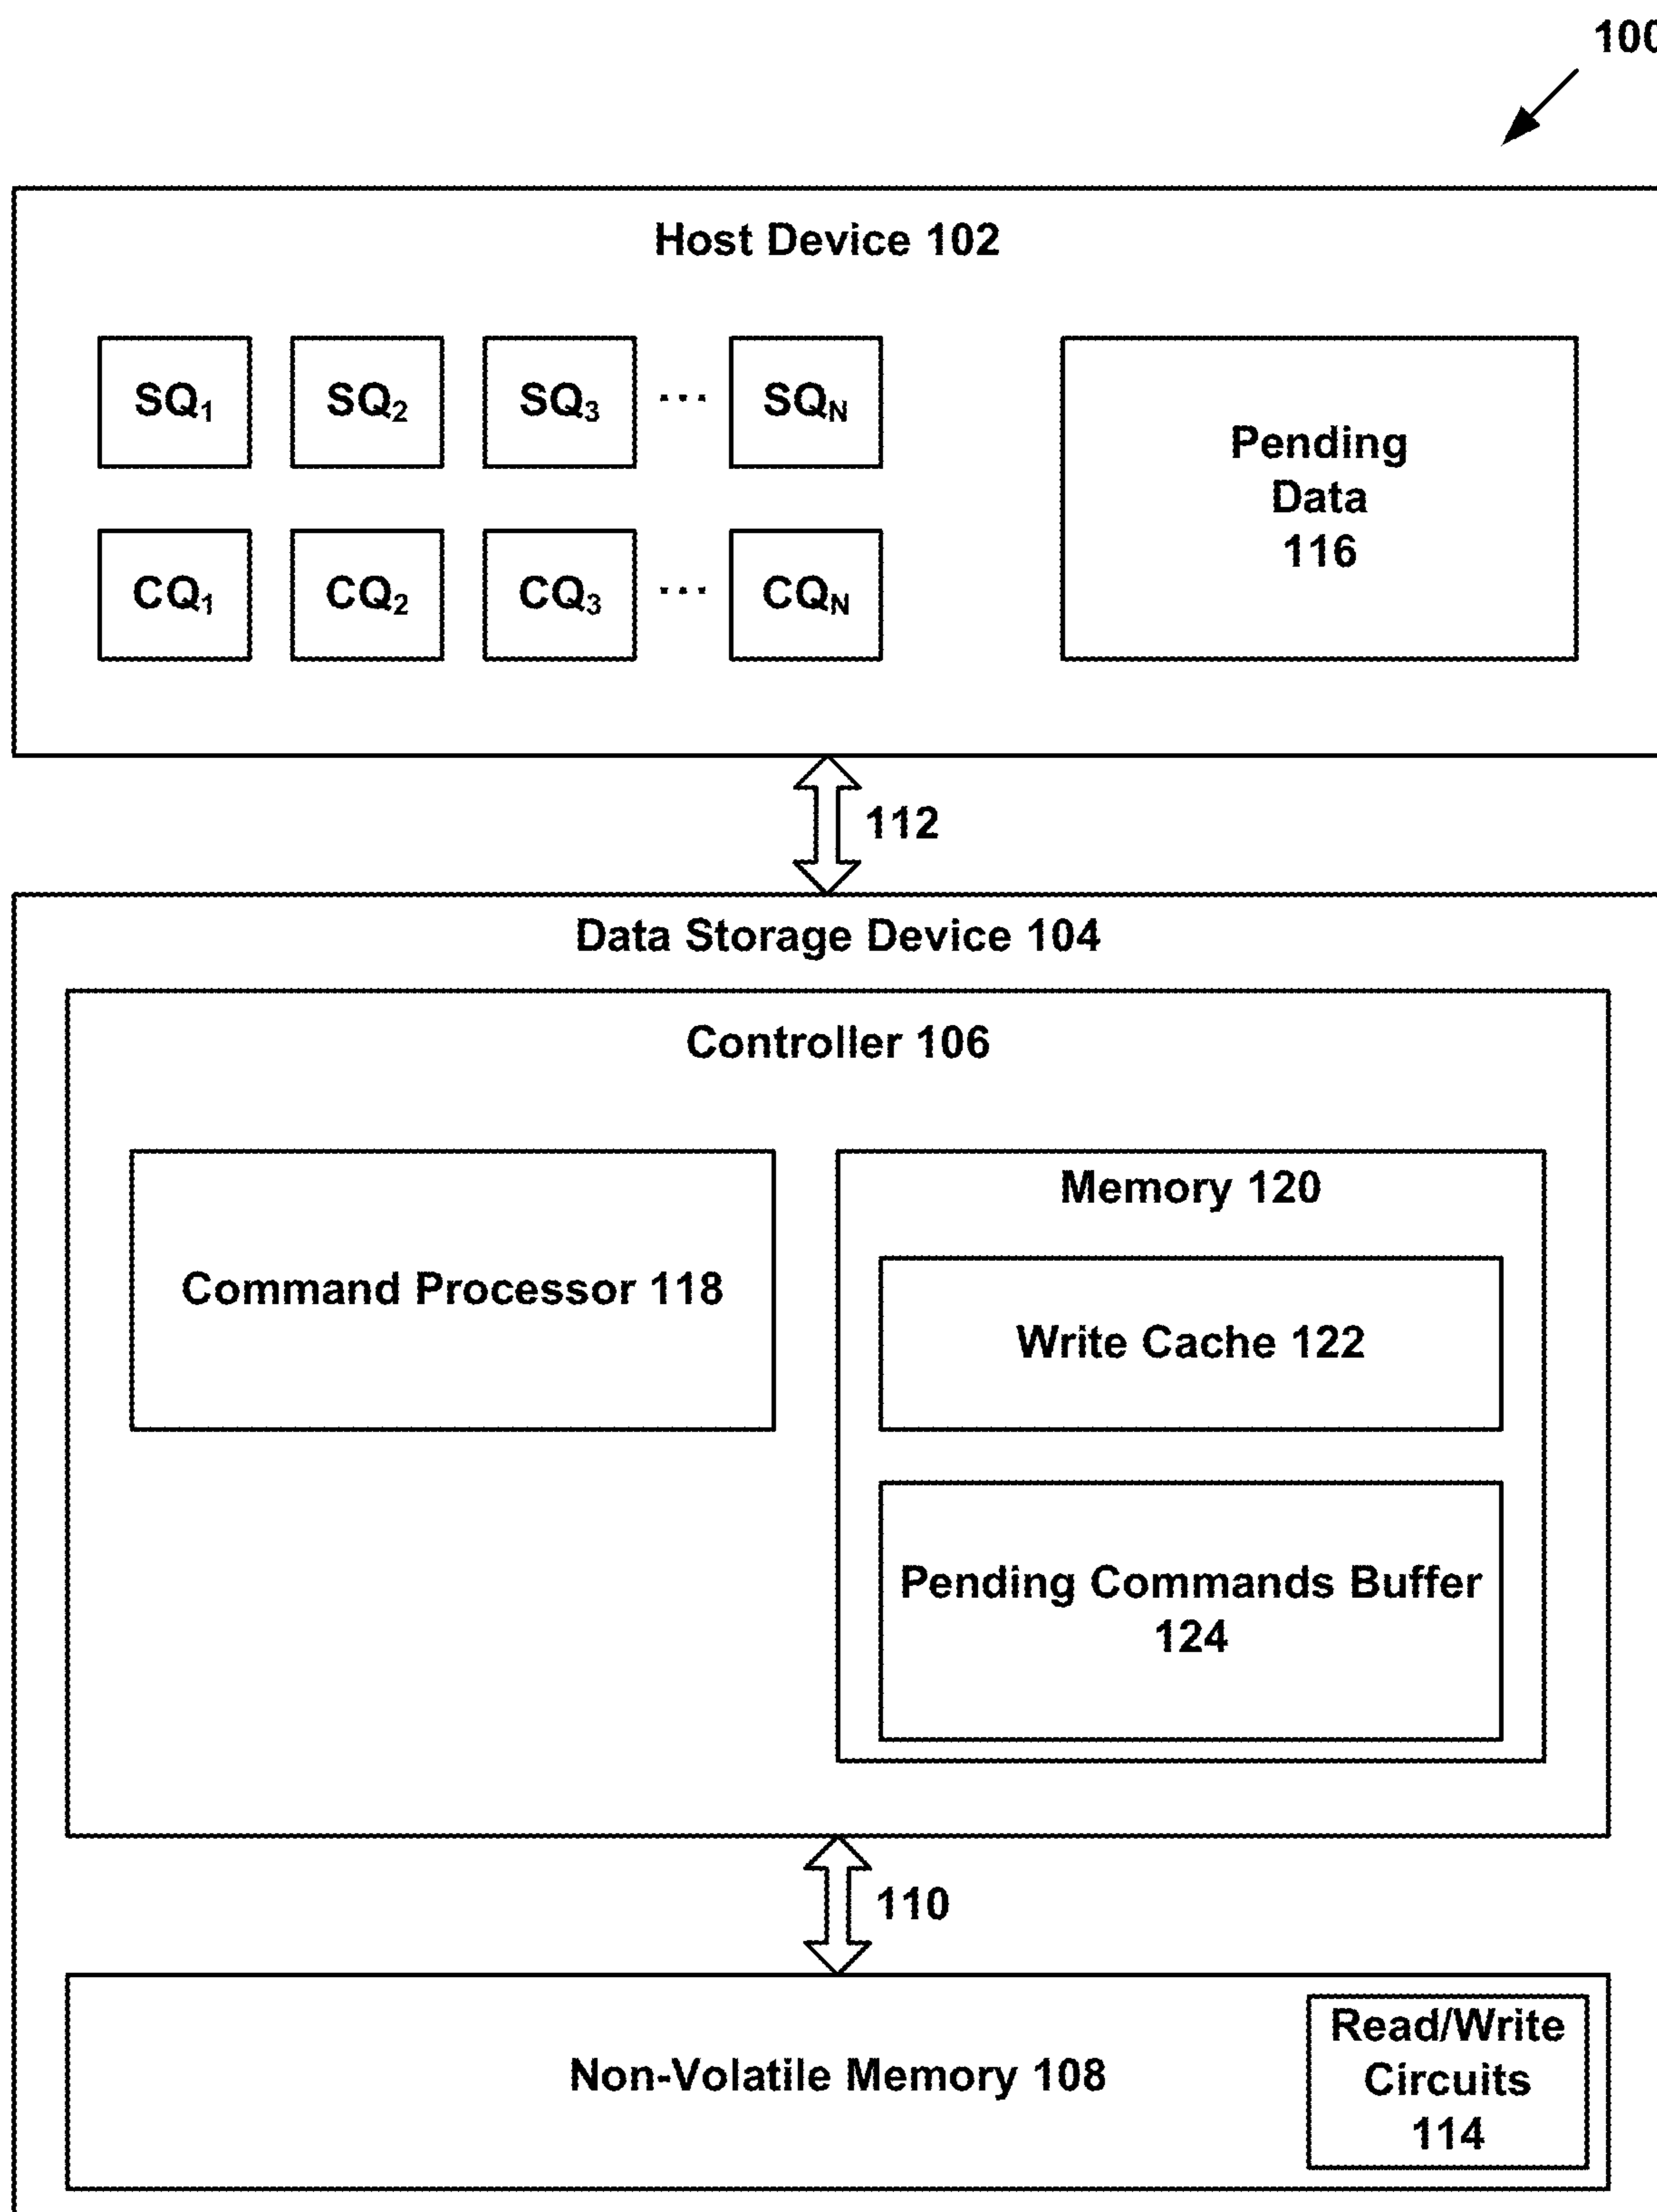 100
Host Device 102
SQ₁ SQ₂ SQ₃ ... SQ_N
Pending
Data
116
CQ₁ CQ₂ CQ₃ ... CQ_N
112
Data Storage Device 104
Controller 106
Command Processor 118
Memory 120
Write Cache 122
Pending Commands Buffer
124
110
Non-Volatile Memory 108
Read/Write
Circuits
114